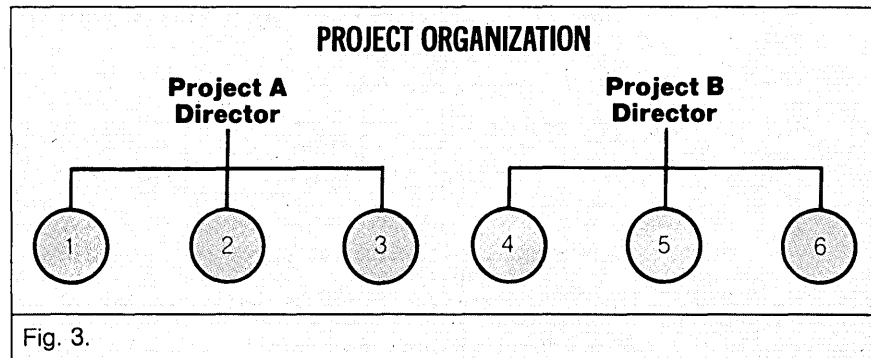 PROJECT ORGANIZATION
Project A
Director
Project B
Director
1 2 3 4 5 6
Fig. 3.